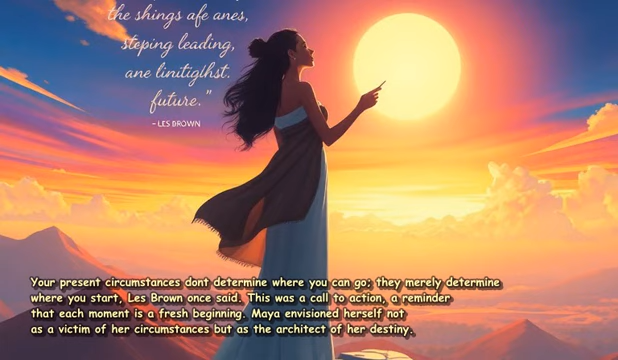 the shings afe anes,
steping leading,
ane linitiglhst.
future."
- LES BROWN
Your present circumstances dont determine where you can go; they merely determine
where you start, Les Brown once said. This was a call to action, a reminder
that each moment is a fresh beginning. Maya envisioned herself not
as a victim of her circumstances but as the architect of her destiny.